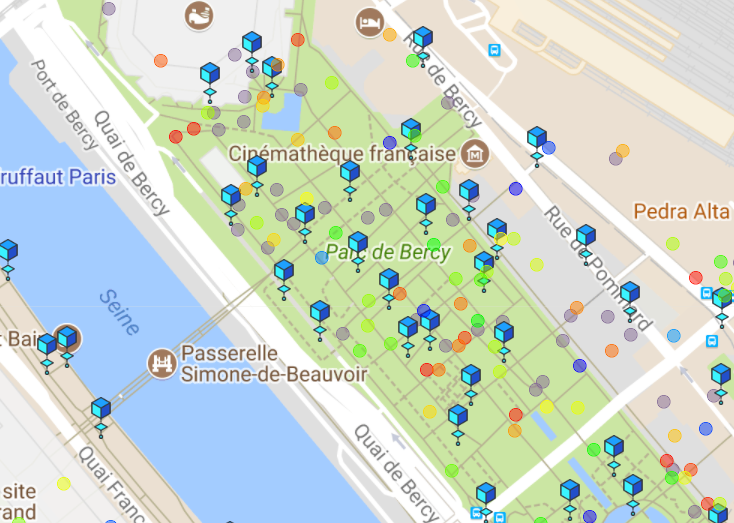 Port de Bercy
Quai de Bercy
Rue de Bercy
Cinémathèque française
ruffaut Paris
Pedra Alta
Parc de Bercy
Rue de Pommard
Seine
t Bai
Passerelle
Simone-de-Beauvoir
Quai de Bercy
Quai Franç
site
rand